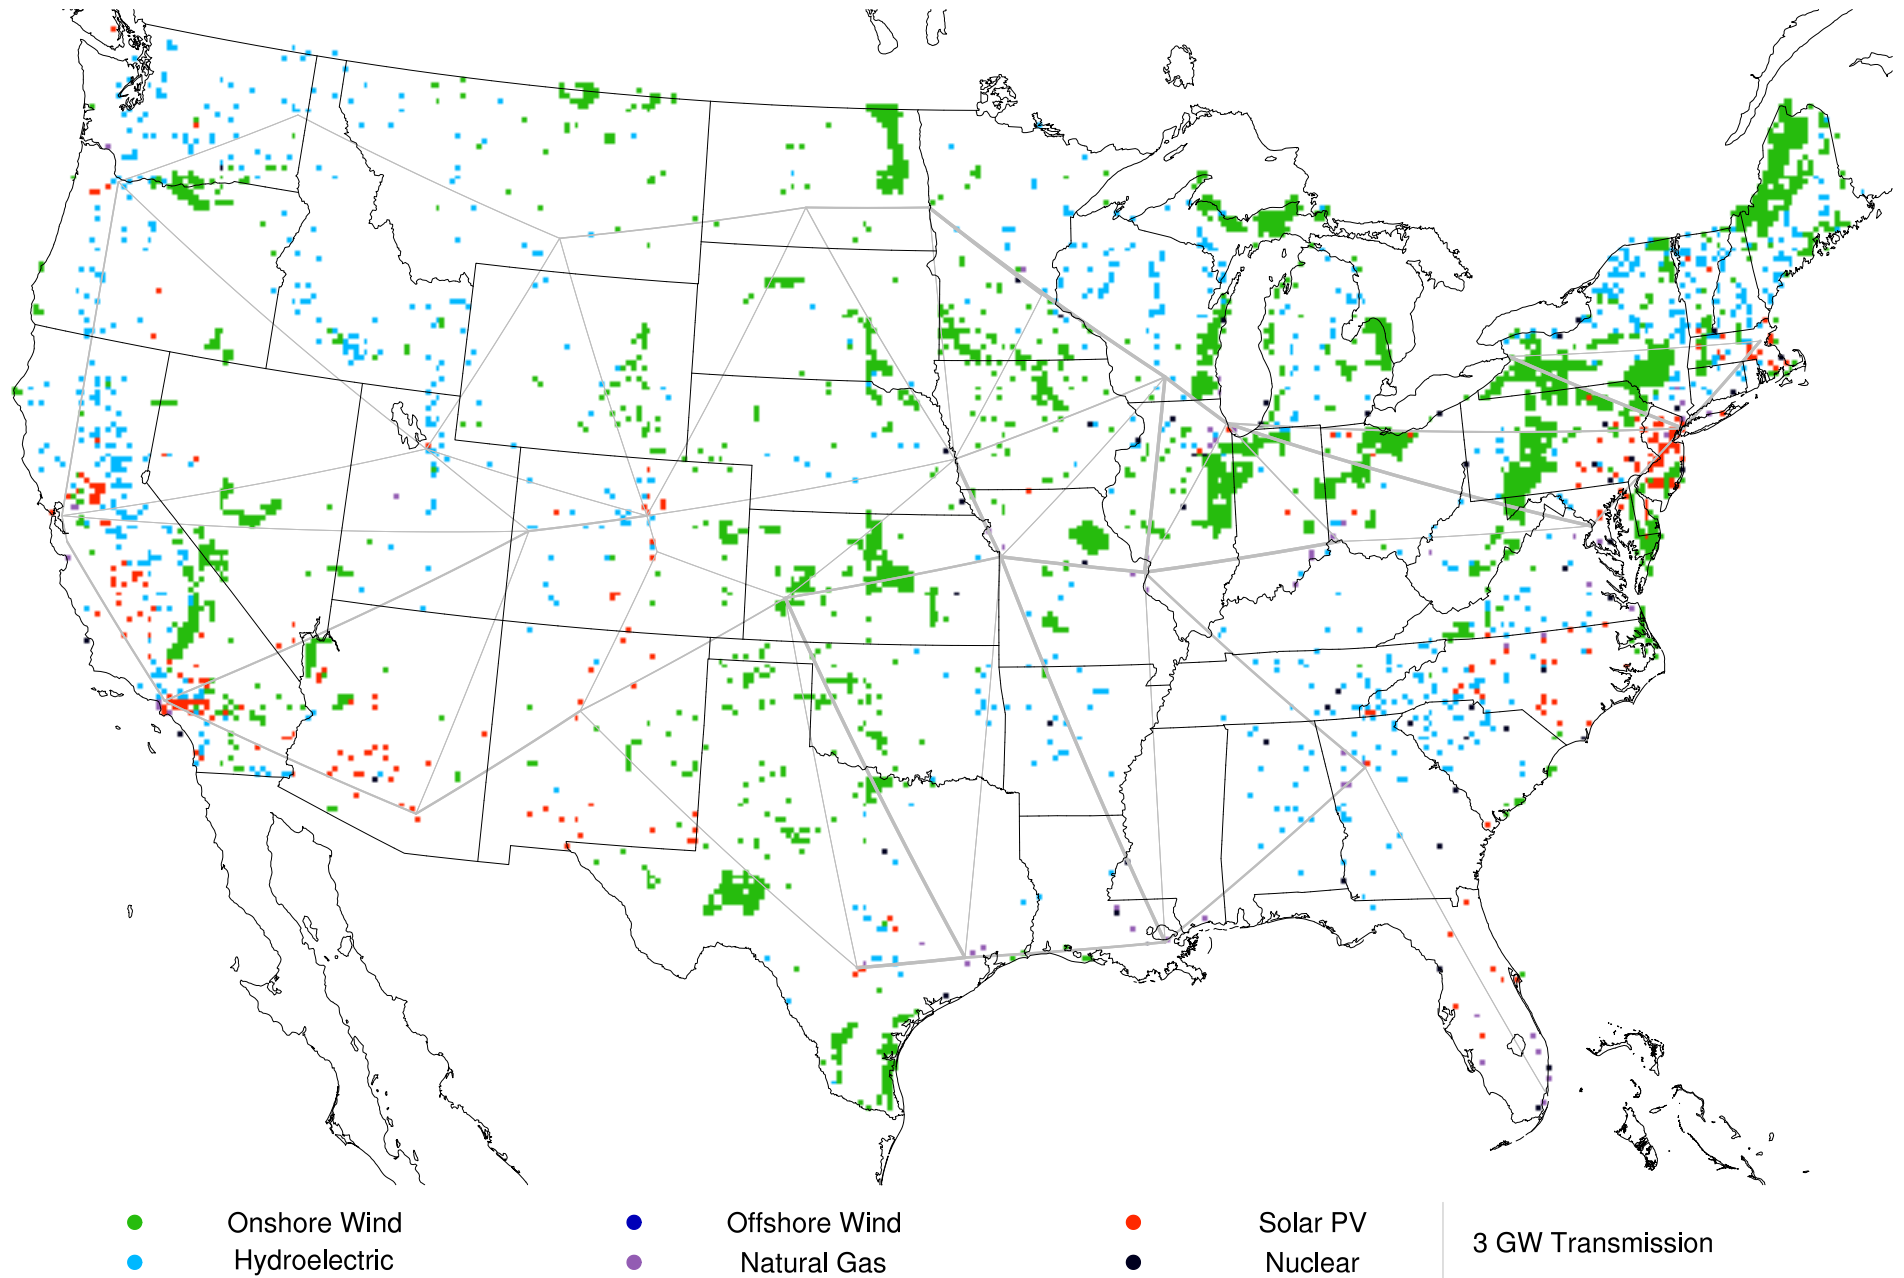 Onshore Wind
Offshore Wind
Solar PV
Hydroelectric
Natural Gas
Nuclear
3 GW Transmission